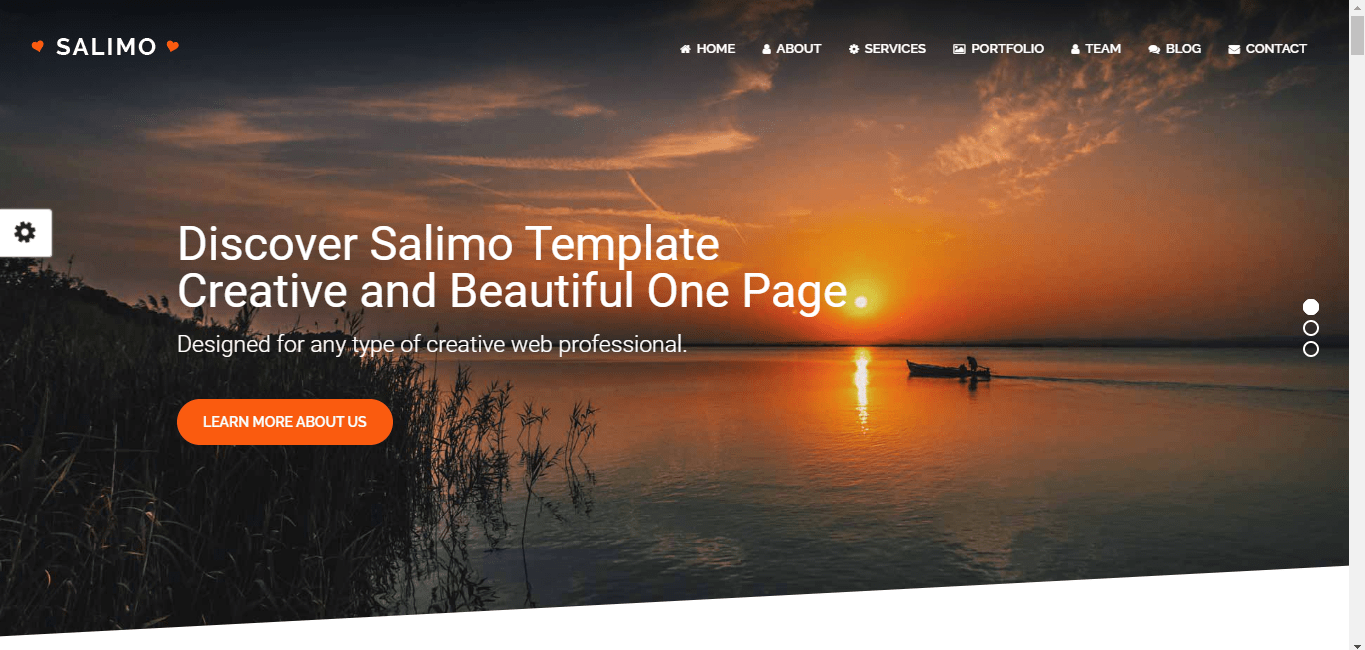 SALIMO
HOME ABOUT SERVICES PORTFOLIO TEAM BLOG CONTACT
Discover Salimo Template
Creative and Beautiful One Page
Designed for any type of creative web professional.
LEARN MORE ABOUT US